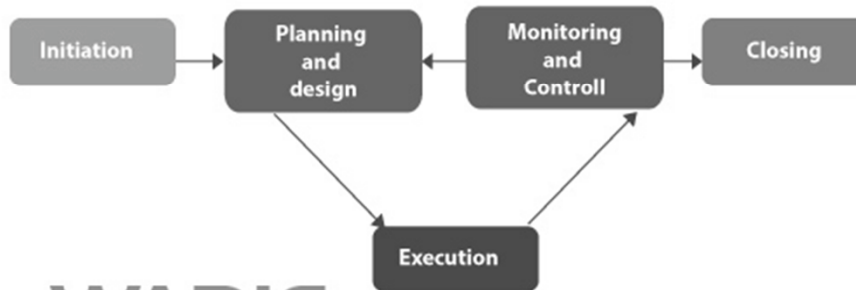 Initiation
Planning
and
design
Monitoring
and
Controll
Closing
Execution